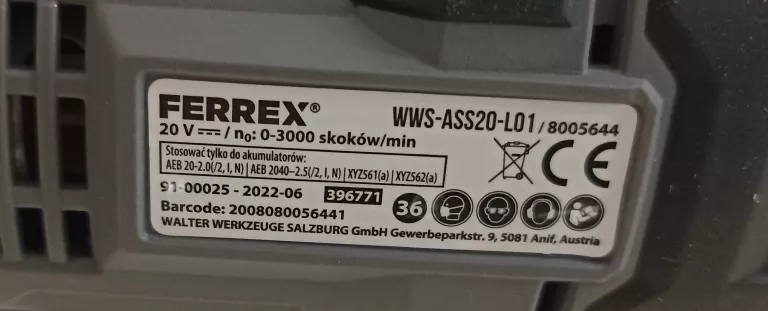 FERREX® WWS-ASS20-L01 / 8005644
20 V ⎓ / n₀: 0-3000 skoków/min
Stosować tylko do akumulatorów:
AEB 20-2.0(/2, I, N) | AEB 2040-2.5(/2, I, N) | XYZ561(a) | XYZ562(a)
CE
91-00025 - 2022-06 396771
36
Barcode: 2008080056441
WALTER WERKZEUGE SALZBURG GmbH Gewerbeparkstr. 9, 5081 Anif, Austria